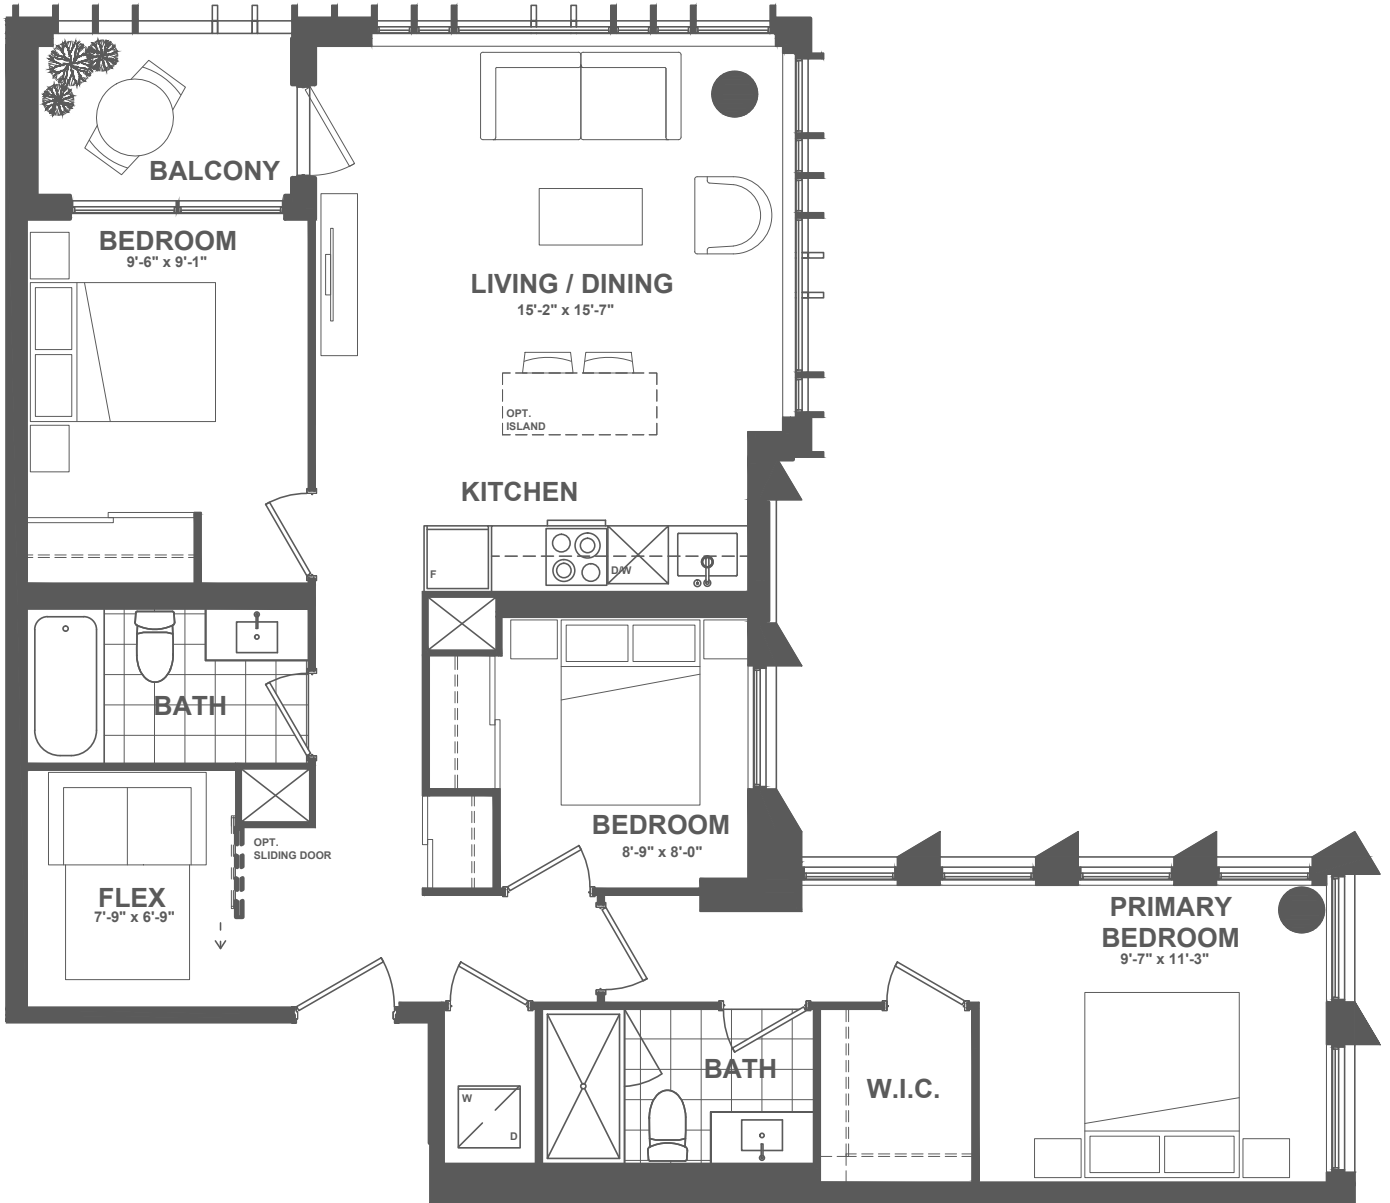 BALCONY
BEDROOM
9'-6" x 9'-1"
LIVING / DINING
15'-2" x 15'-7"
OPT.
ISLAND
KITCHEN
F
D/W
BATH
BEDROOM
8'-9" x 8'-0"
OPT.
SLIDING DOOR
FLEX
7'-9" x 6'-9"
PRIMARY
BEDROOM
9'-7" x 11'-3"
BATH
W.I.C.
W
D